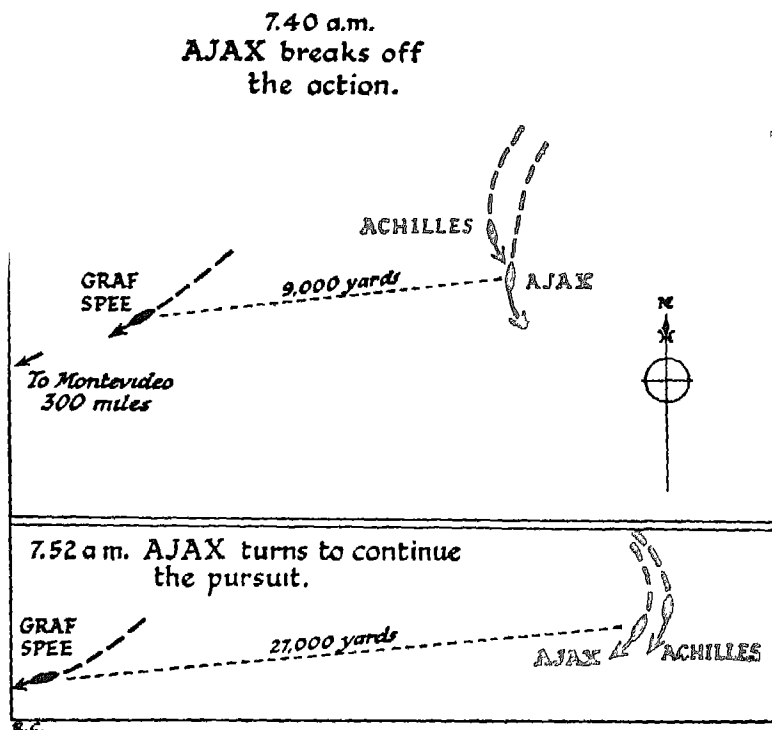 7.40 a.m.
AJAX breaks off
the action.
ACHILLES
GRAF
SPEE
9,000 yards
AJAX
N
To Montevideo
300 miles
7.52 a m. AJAX turns to continue
the pursuit.
GRAF
SPEE
27,000 yards
AJAX
ACHILLES